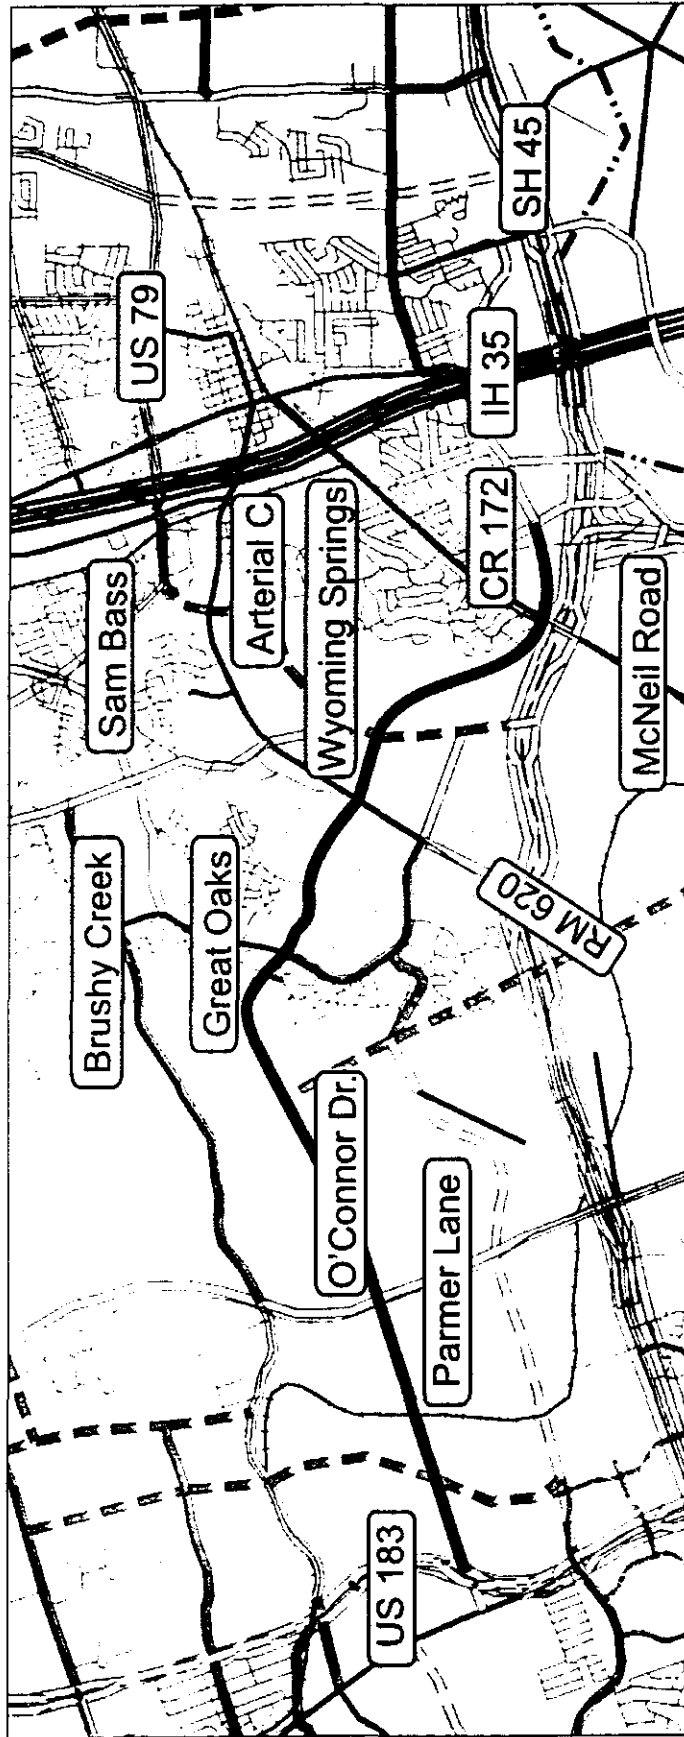 Brushy Creek
Sam Bass
US 79
Great Oaks
Arterial C
US 183
O'Connor Dr.
Wyoming Springs
Parmer Lane
RM 620
CR 172
IH 35
SH 45
McNeil Road